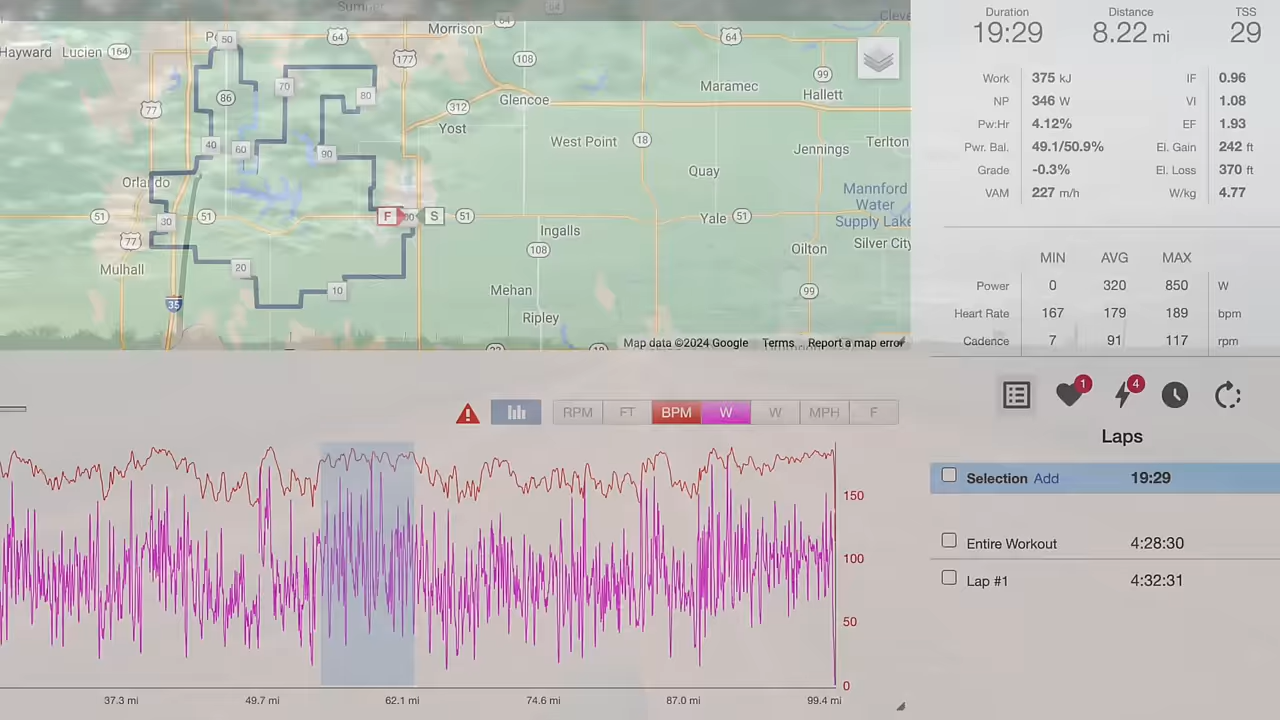 Sumner
64
Morrison
Hayward
Lucien
164
50
64
177
108
64
Cleve
99
Hallett
Maramec
77
86
70
80
312
Glencoe
Yost
40
60
90
West Point
18
Jennings
Terlton
Orlando
Quay
Mannford
Water
Supply Lake
51
30
51
F
S
51
Yale
51
77
Ingalls
108
Oilton
Silver City
Mulhall
20
10
Mehan
99
35
Ripley
Map data ©2024 Google
Terms
Report a map error
Duration
Distance
TSS
19:29
8.22 mi
29
Work 375 kJ IF 0.96
NP 346 W VI 1.08
Pw:Hr 4.12% EF 1.93
Pwr. Bal. 49.1/50.9% El. Gain 242 ft
Grade -0.3% El. Loss 370 ft
VAM 227 m/h W/kg 4.77
MIN AVG MAX
Power 0 320 850 W
Heart Rate 167 179 189 bpm
Cadence 7 91 117 rpm
1
4
Laps
Selection Add 19:29
Entire Workout 4:28:30
Lap #1 4:32:31
RPM FT BPM W W MPH F
150
100
50
0
37.3 mi 49.7 mi 62.1 mi 74.6 mi 87.0 mi 99.4 mi